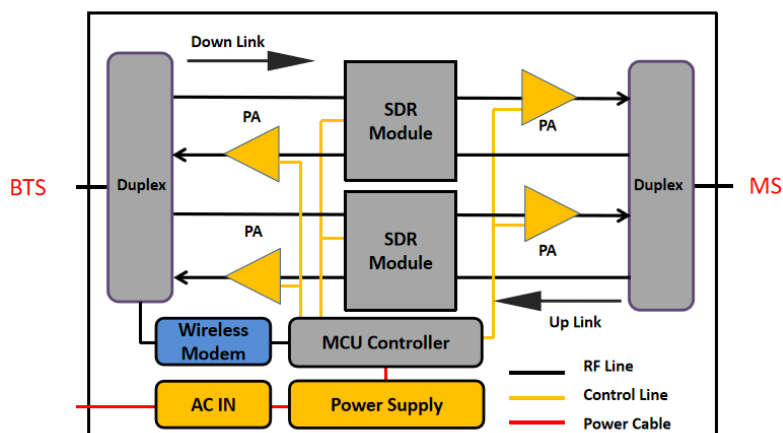 Down Link
SDR
Module
PA
PA
BTS
Duplex
Duplex
MS
SDR
Module
PA
PA
Up Link
Wireless
Modem
MCU Controller
AC IN
Power Supply
RF Line
Control Line
Power Cable